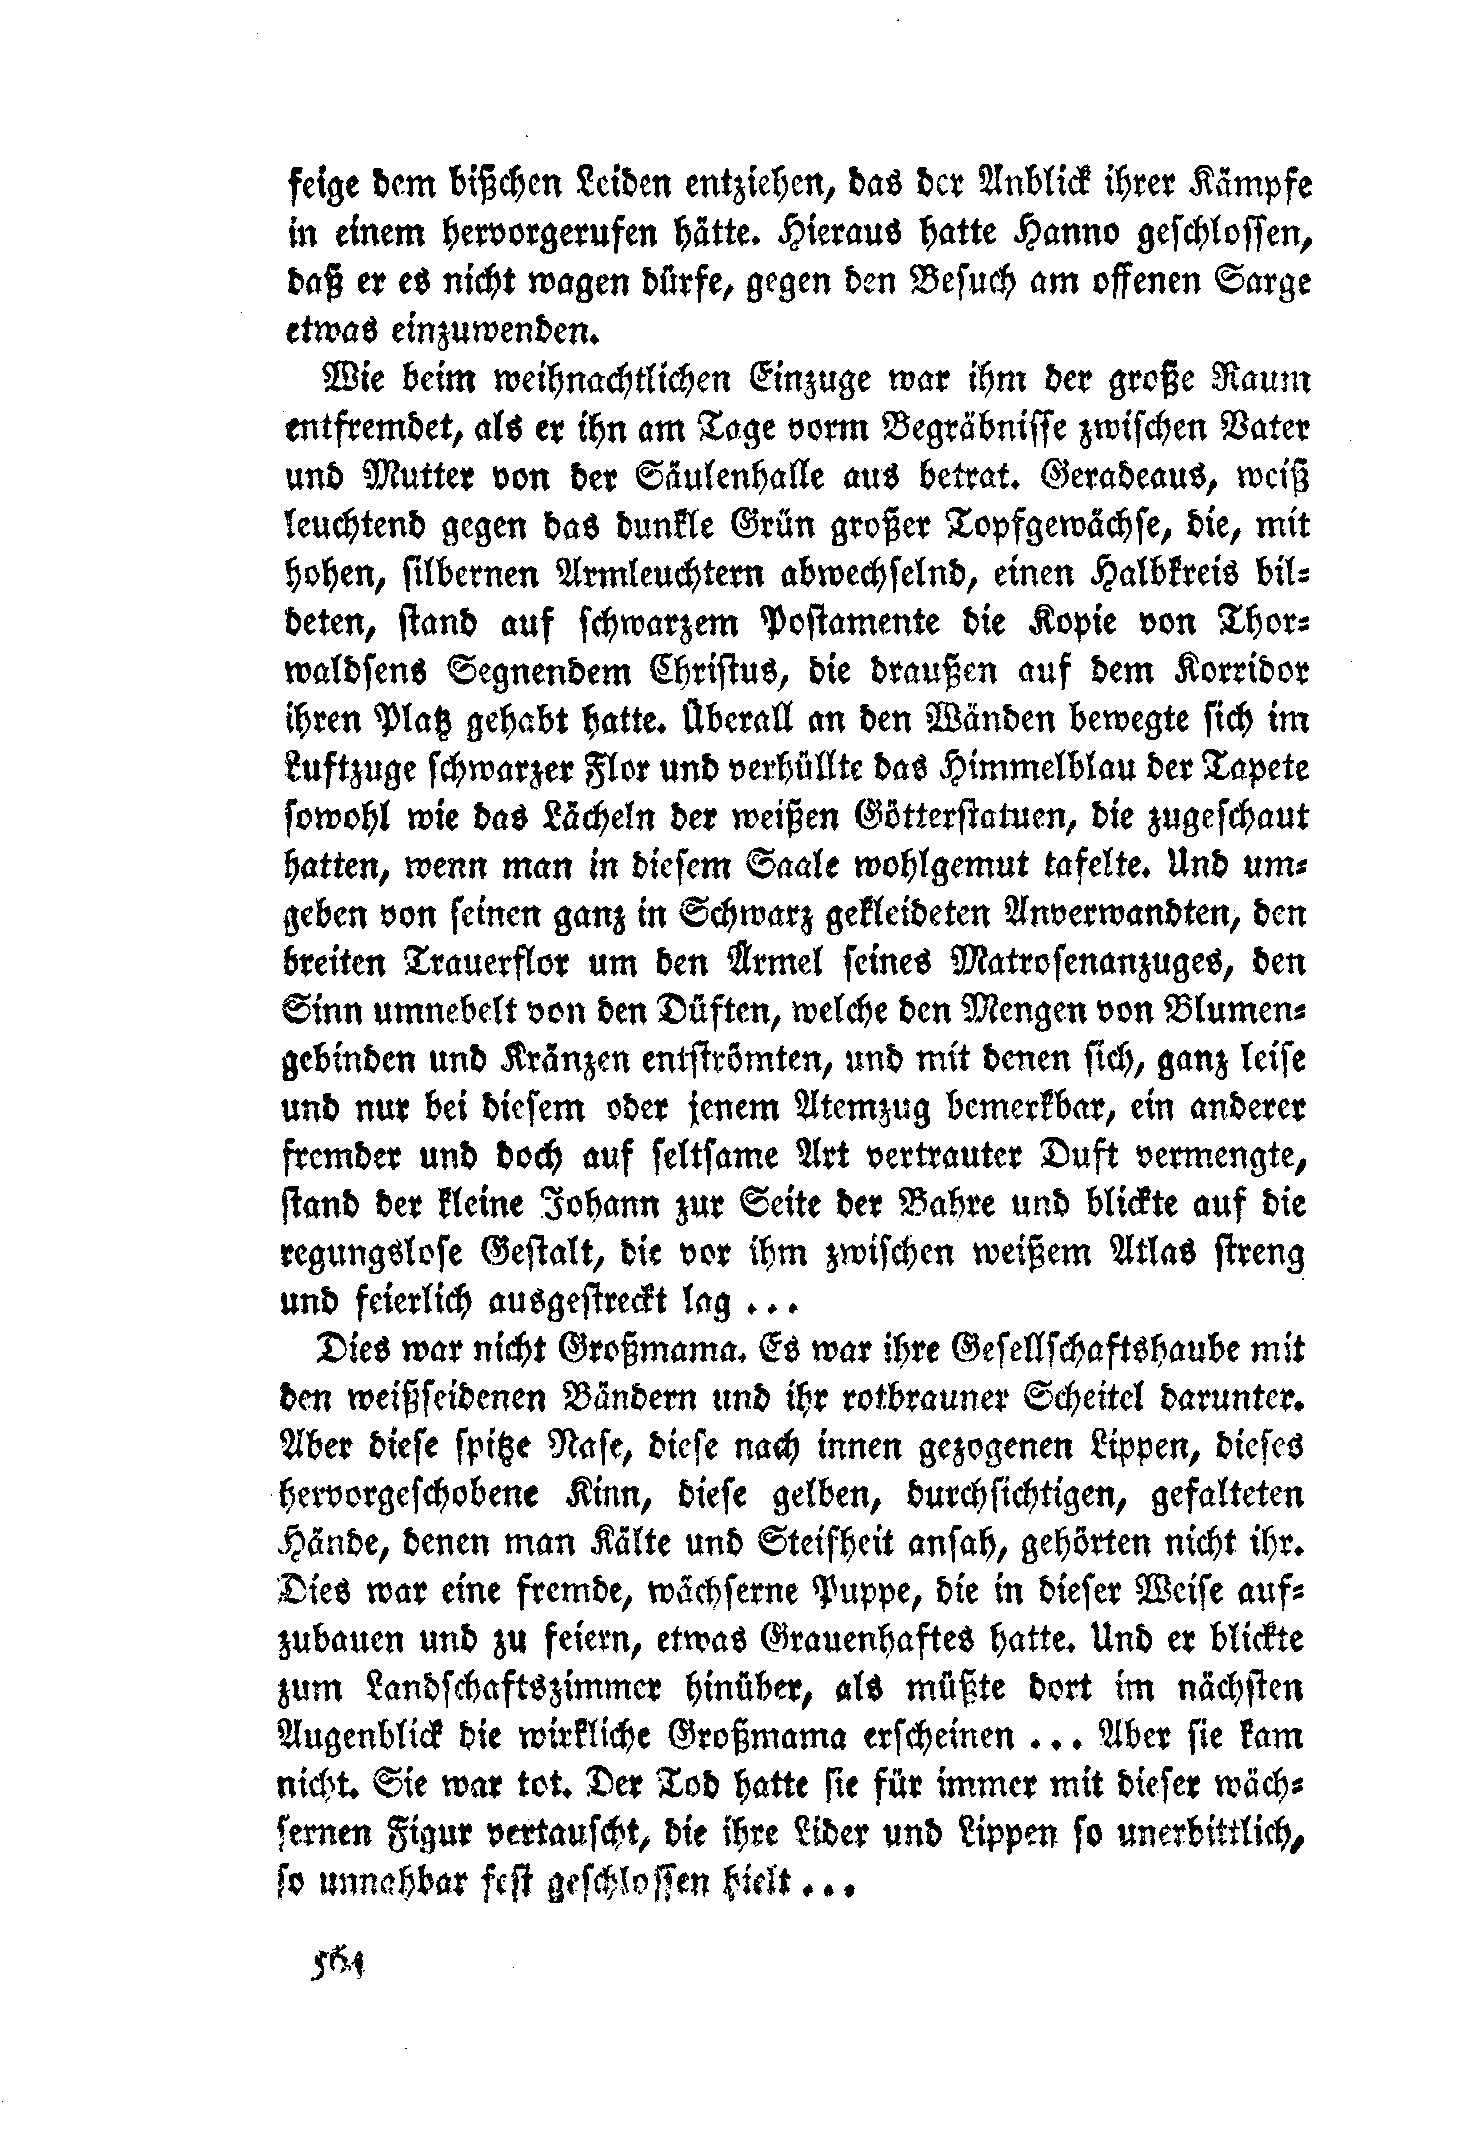 feige dem bißchen Leiden entziehen, das der Anblick ihrer Kämpfe
in einem hervorgerufen hätte. Hieraus hatte Hanno geschlossen,
daß er es nicht wagen dürfe, gegen den Besuch am offenen Sarge
etwas einzuwenden.
Wie beim weihnachtlichen Einzuge war ihm der große Raum
entfremdet, als er ihn am Tage vorm Begräbnisse zwischen Vater
und Mutter von der Säulenhalle aus betrat. Geradeaus, weiß
leuchtend gegen das dunkle Grün großer Topfgewächse, die, mit
hohen, silbernen Armleuchtern abwechselnd, einen Halbkreis bil-
deten, stand auf schwarzem Postamente die Kopie von Thor-
waldsens Segnendem Christus, die draußen auf dem Korridor
ihren Platz gehabt hatte. Überall an den Wänden bewegte sich im
Luftzuge schwarzer Flor und verhüllte das Himmelblau der Tapete
sowohl wie das Lächeln der weißen Götterstatuen, die zugeschaut
hatten, wenn man in diesem Saale wohlgemut tafelte. Und um-
geben von seinen ganz in Schwarz gekleideten Anverwandten, den
breiten Trauerflor um den Ärmel seines Matrosenanzuges, den
Sinn umnebelt von den Düften, welche den Mengen von Blumen-
gebinden und Kränzen entströmten, und mit denen sich, ganz leise
und nur bei diesem oder jenem Atemzug bemerkbar, ein anderer
fremder und doch auf seltsame Art vertrauter Duft vermengte,
stand der kleine Johann zur Seite der Bahre und blickte auf die
regungslose Gestalt, die vor ihm zwischen weißem Atlas streng
und feierlich ausgestreckt lag ...
Dies war nicht Großmama. Es war ihre Gesellschaftshaube mit
den weißseidenen Bändern und ihr rotbrauner Scheitel darunter.
Aber diese spitze Nase, diese nach innen gezogenen Lippen, dieses
hervorgeschobene Kinn, diese gelben, durchsichtigen, gefalteten
Hände, denen man Kälte und Steifheit ansah, gehörten nicht ihr.
Dies war eine fremde, wächserne Puppe, die in dieser Weise auf-
zubauen und zu feiern, etwas Grauenhaftes hatte. Und er blickte
zum Landschaftszimmer hinüber, als müßte dort im nächsten
Augenblick die wirkliche Großmama erscheinen ... Aber sie kam
nicht. Sie war tot. Der Tod hatte sie für immer mit dieser wäch-
sernen Figur vertauscht, die ihre Lider und Lippen so unerbittlich,
so unnahbar fest geschlossen hielt ...